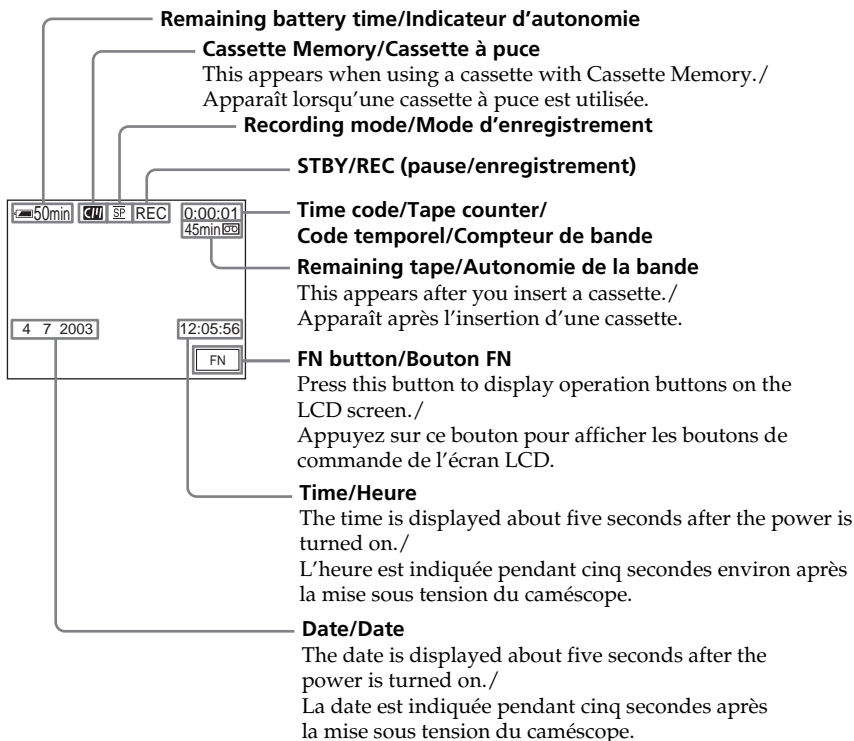 Remaining battery time/Indicateur d'autonomie
Cassette Memory/Cassette à puce
This appears when using a cassette with Cassette Memory./
Apparaît lorsqu'une cassette à puce est utilisée.
Recording mode/Mode d'enregistrement
STBY/REC (pause/enregistrement)
50min CM SP REC 0:00:01
45min
Time code/Tape counter/
Code temporel/Compteur de bande
Remaining tape/Autonomie de la bande
This appears after you insert a cassette./
Apparaît après l'insertion d'une cassette.
4 7 2003 12:05:56
FN
FN button/Bouton FN
Press this button to display operation buttons on the
LCD screen./
Appuyez sur ce bouton pour afficher les boutons de
commande de l'écran LCD.
Time/Heure
The time is displayed about five seconds after the power is
turned on./
L'heure est indiquée pendant cinq secondes environ après
la mise sous tension du caméscope.
Date/Date
The date is displayed about five seconds after the
power is turned on./
La date est indiquée pendant cinq secondes après
la mise sous tension du caméscope.